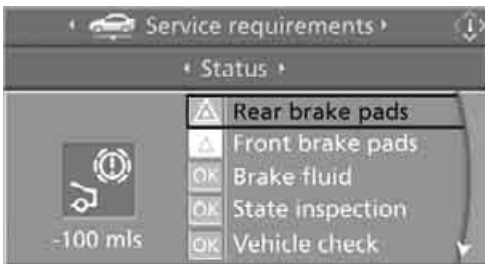 Service requirements
Status
Rear brake pads
Front brake pads
OK Brake fluid
OK State inspection
OK Vehicle check
-100 mls